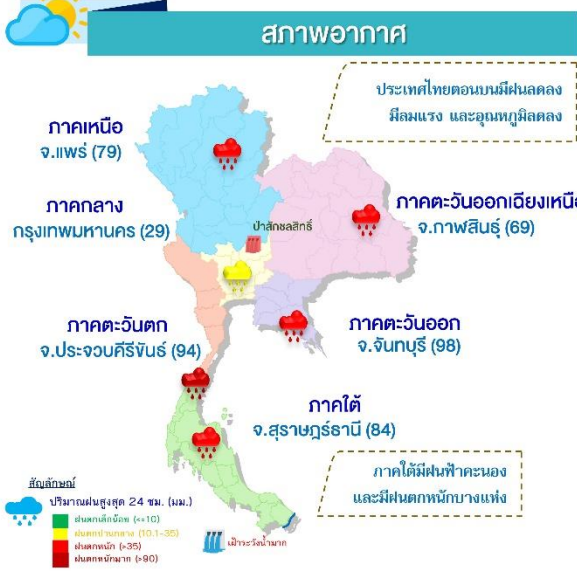 สภาพอากาศ
ประเทศไทยตอนบนมีฝนลดลง
มีลมแรง และอุณหภูมิลดลง
ภาคเหนือ
จ.แพร่ (79)
ภาคกลาง
กรุงเทพมหานคร (29)
ป่าสักชลสิทธิ์
ภาคตะวันออกเฉียงเหนือ
จ.กาฬสินธุ์ (69)
ภาคตะวันตก
จ.ประจวบคีรีขันธ์ (94)
ภาคตะวันออก
จ.จันทบุรี (98)
ภาคใต้
จ.สุราษฎร์ธานี (84)
ภาคใต้มีฝนฟ้าคะนอง
และมีฝนตกหนักบางแห่ง
สัญลักษณ์
ปริมาณฝนสูงสุด 24 ชม. (มม.)
ฝนตกเล็กน้อย (<=10)
ฝนตกปานกลาง (10.1-35)
ฝนตกหนัก (>35)
ฝนตกหนักมาก (>90)
เฝ้าระวังน้ำมาก